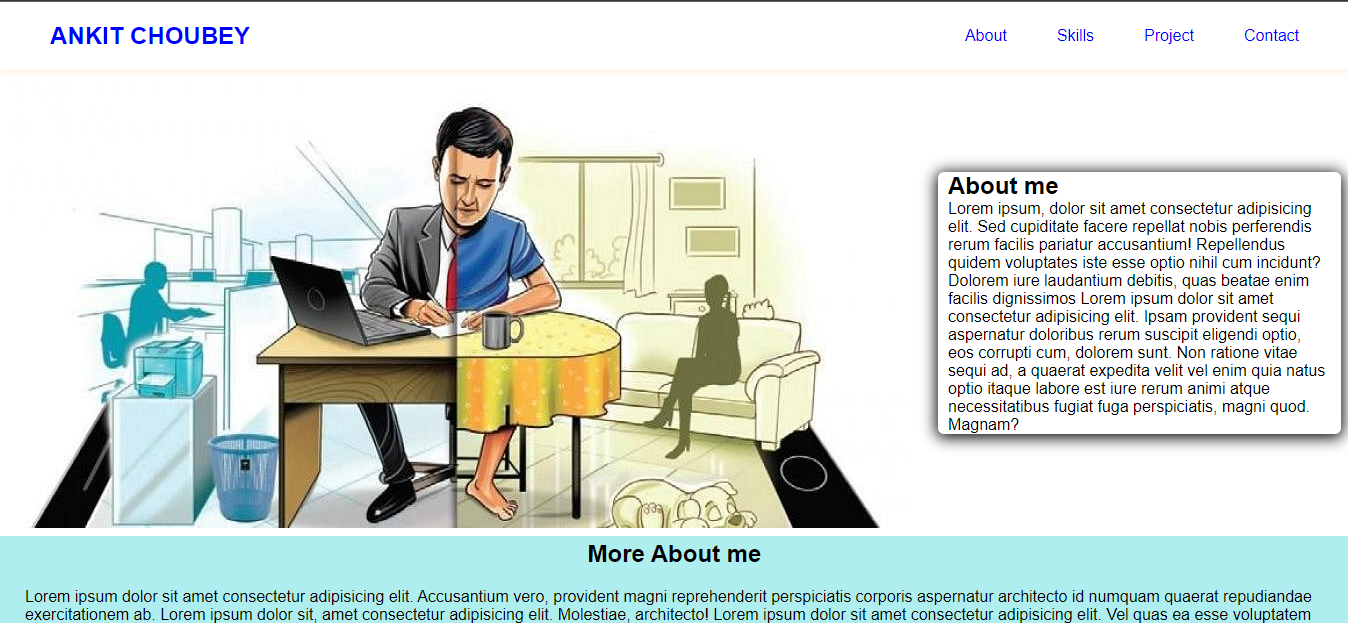 ANKIT CHOUBEY
About Skills Project Contact
About me
Lorem ipsum, dolor sit amet consectetur adipisicing
elit. Sed cupiditate facere repellat nobis perferendis
rerum facilis pariatur accusantium! Repellendus
quidem voluptates iste esse optio nihil cum incidunt?
Dolorem iure laudantium debitis, quas beatae enim
facilis dignissimos Lorem ipsum dolor sit amet
consectetur adipisicing elit. Ipsam provident sequi
aspernatur doloribus rerum suscipit eligendi optio,
eos corrupti cum, dolorem sunt. Non ratione vitae
sequi ad, a quaerat expedita velit vel enim quia natus
optio itaque labore est iure rerum animi atque
necessitatibus fugiat fuga perspiciatis, magni quod.
Magnam?
More About me
Lorem ipsum dolor sit amet consectetur adipisicing elit. Accusantium vero, provident magni reprehenderit perspiciatis corporis aspernatur architecto id numquam quaerat repudiandae
exercitationem ab. Lorem ipsum dolor sit, amet consectetur adipisicing elit. Molestiae, architecto! Lorem ipsum dolor sit amet consectetur adipisicing elit. Vel quas ea esse voluptatem